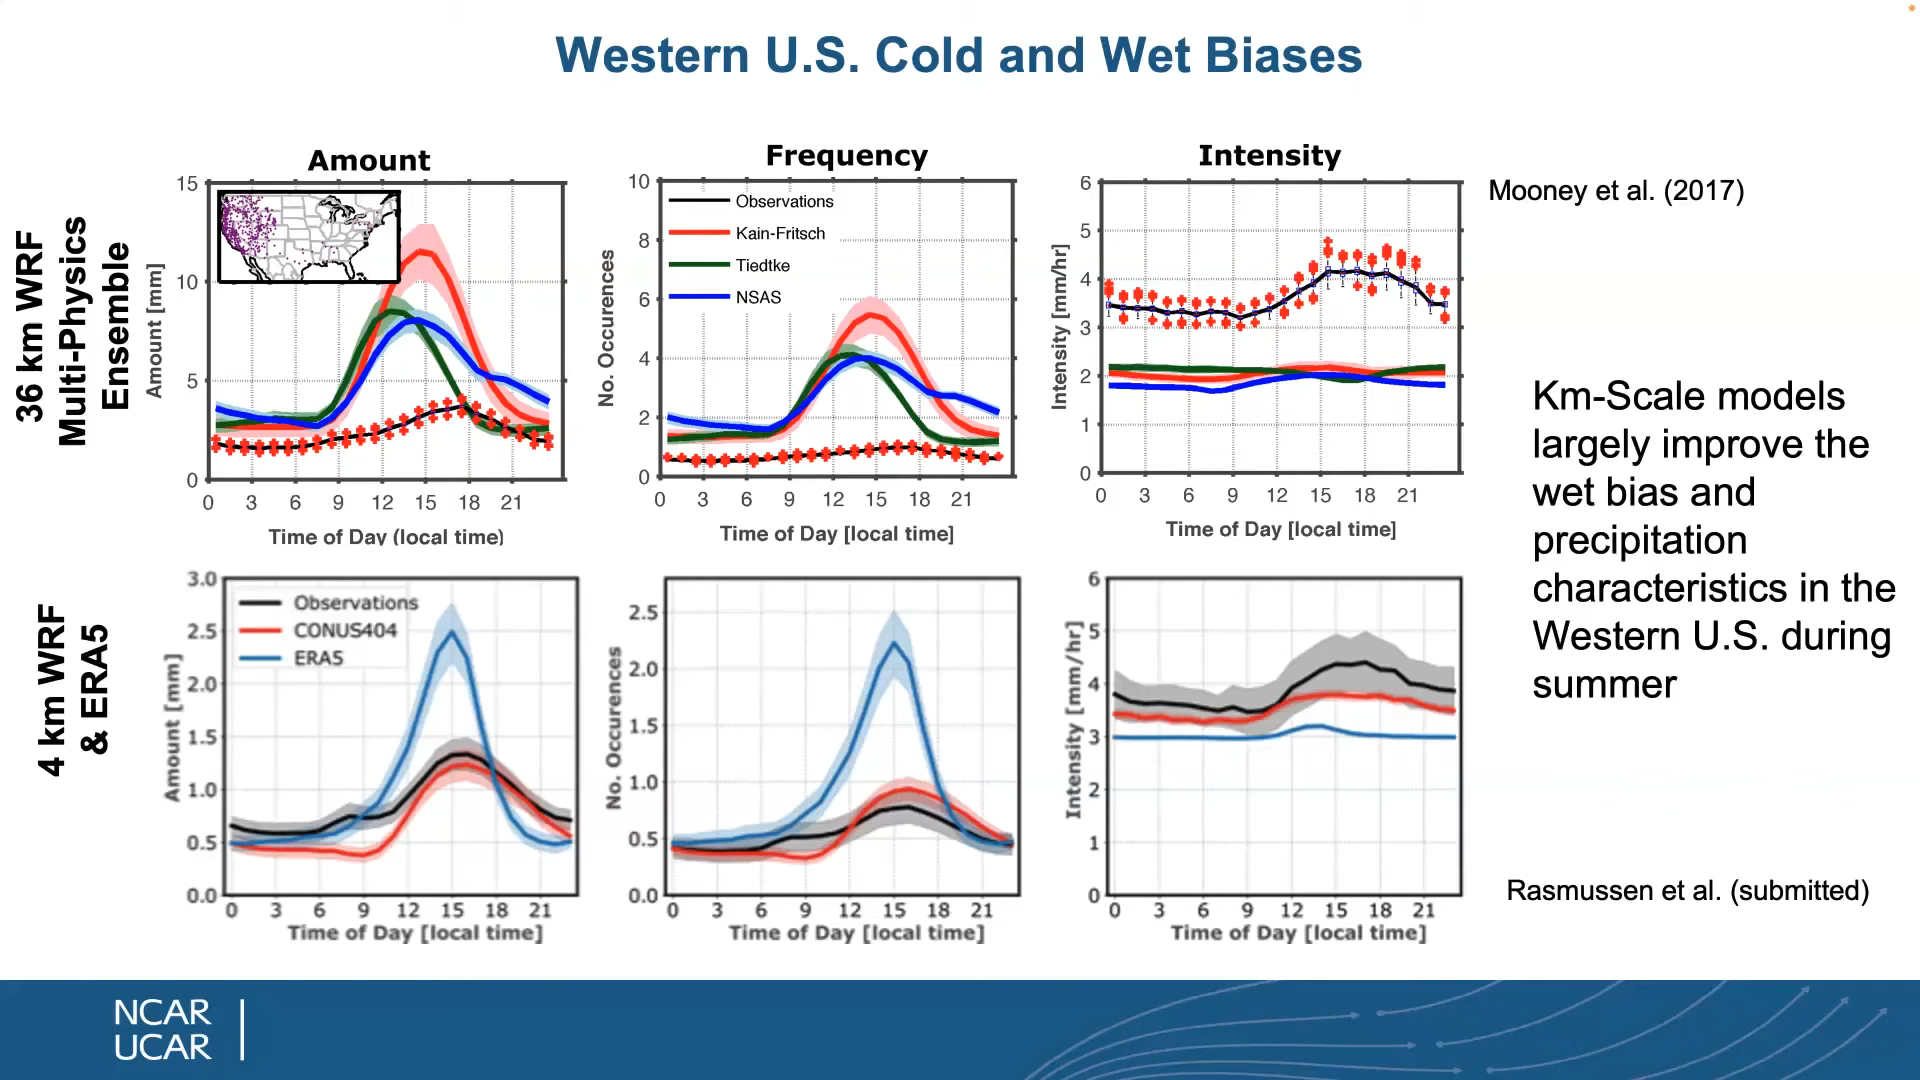 Western U.S. Cold and Wet Biases
36 km WRF
Multi-Physics
Ensemble
Amount
Amount [mm]
15
10
5
0
0 3 6 9 12 15 18 21
Time of Day (local time)
Frequency
No. Occurences
10
8
6
4
2
0
Observations
Kain-Fritsch
Tiedtke
NSAS
0 3 6 9 12 15 18 21
Time of Day [local time]
Intensity
Intensity [mm/hr]
6
5
4
3
2
1
0
0 3 6 9 12 15 18 21
Time of Day [local time]
Mooney et al. (2017)
Km-Scale models
largely improve the
wet bias and
precipitation
characteristics in the
Western U.S. during
summer
4 km WRF
& ERA5
Amount [mm]
3.0
2.5
2.0
1.5
1.0
0.5
0.0
Observations
CONUS404
ERA5
0 3 6 9 12 15 18 21
Time of Day [local time]
No. Occurences
2.5
2.0
1.5
1.0
0.5
0.0
0 3 6 9 12 15 18 21
Time of Day [local time]
Intensity [mm/hr]
6
5
4
3
2
1
0
0 3 6 9 12 15 18 21
Time of Day [local time]
Rasmussen et al. (submitted)
NCAR
UCAR